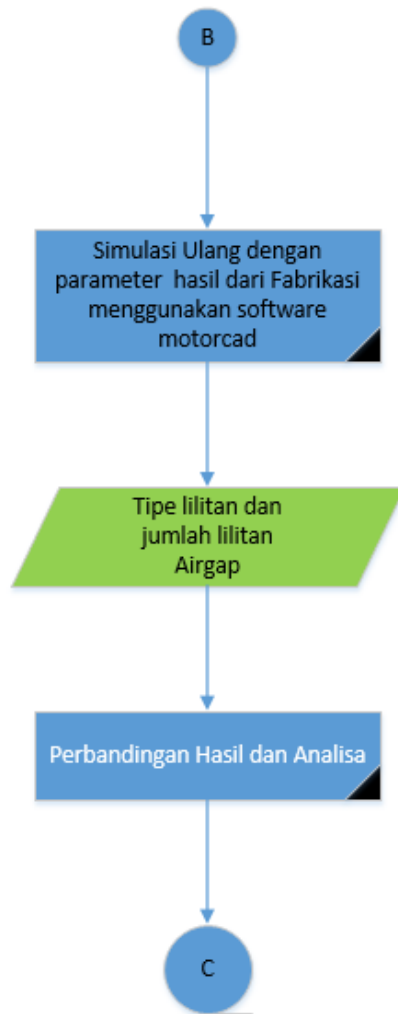 B
Simulasi Ulang dengan
parameter hasil dari Fabrikasi
menggunakan software
motorcad
Tipe lilitan dan
jumlah lilitan
Airgap
Perbandingan Hasil dan Analisa
C